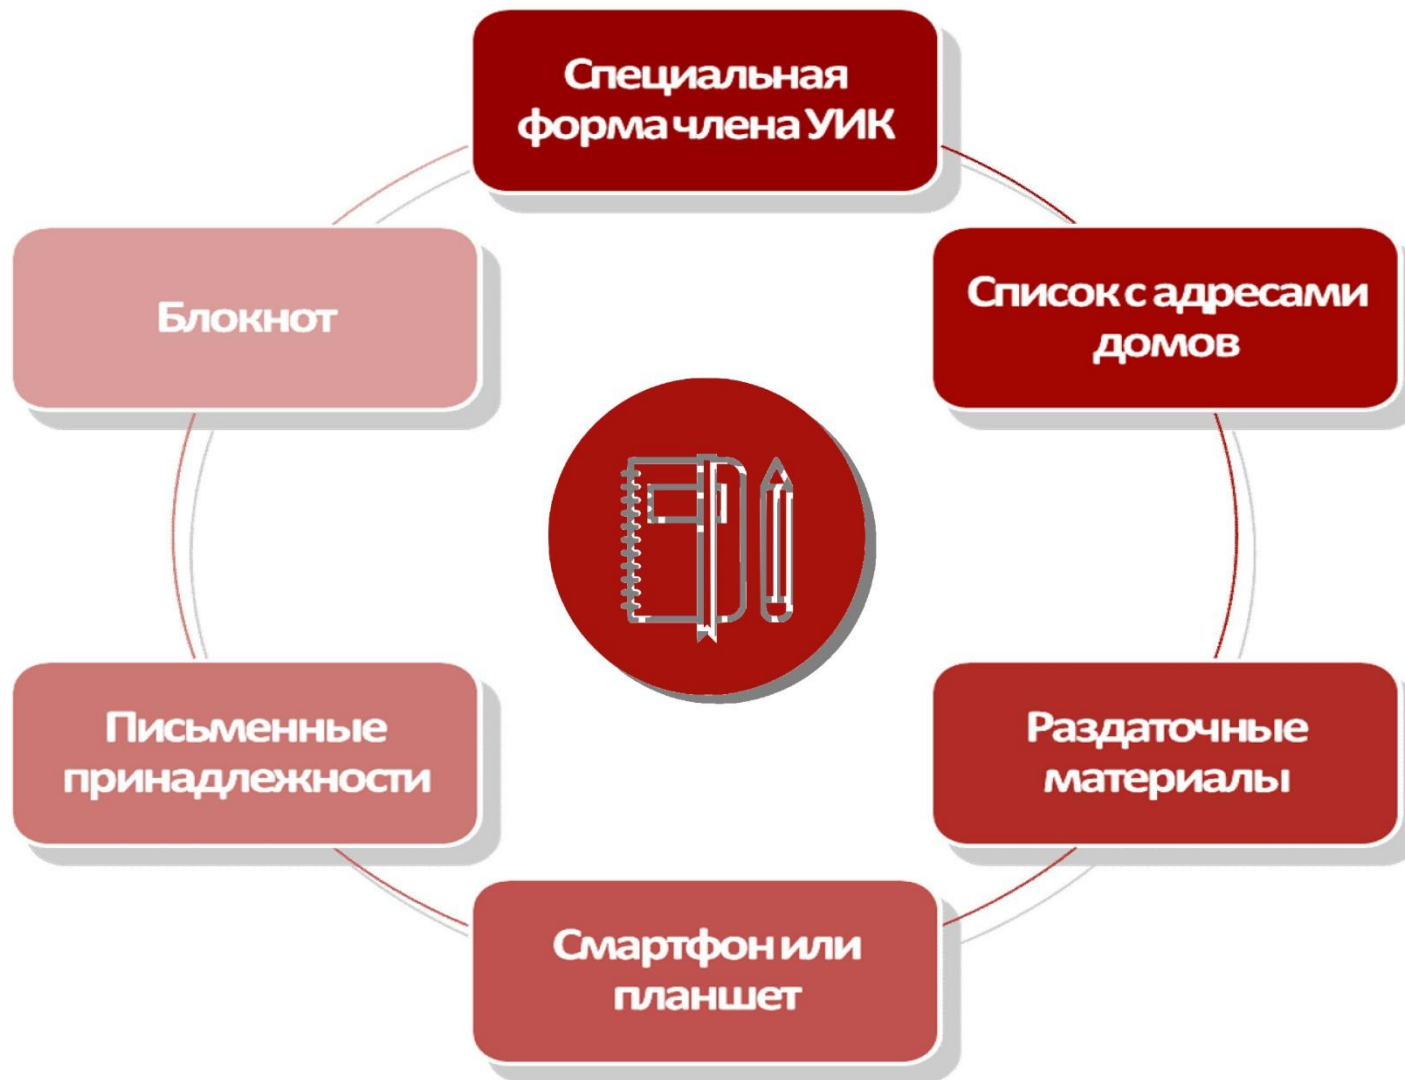 Специальная
форма члена УИК
Список с адресами
домов
Раздаточные
материалы
Смартфон или
планшет
Письменные
принадлежности
Блокнот